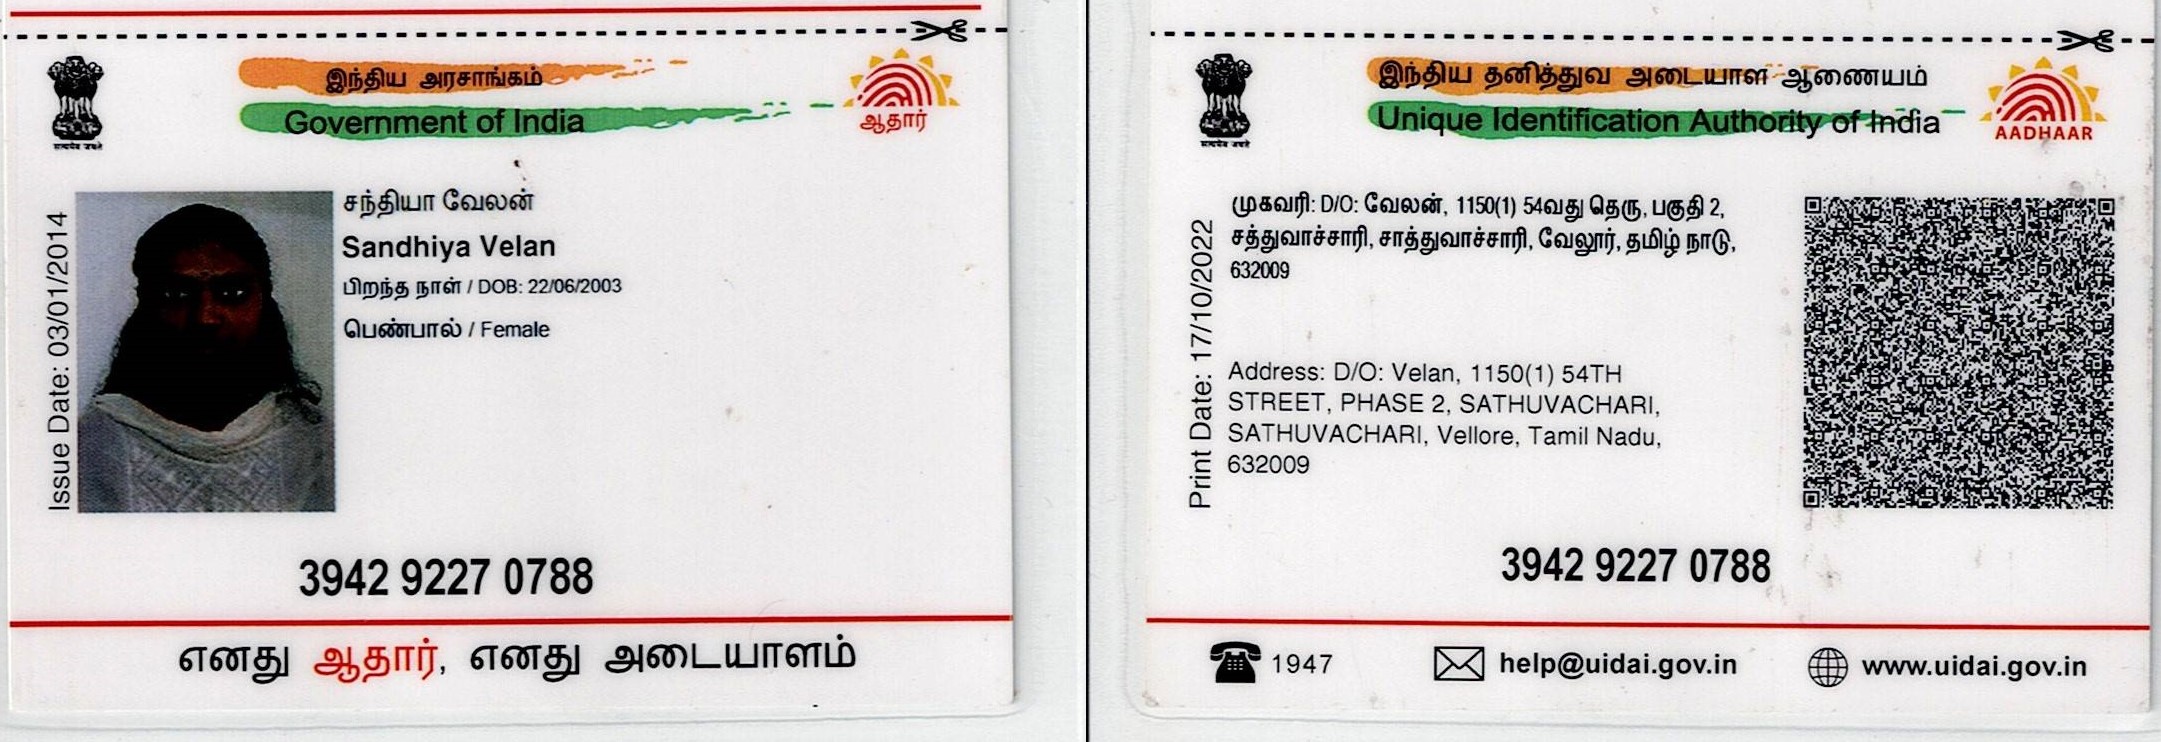 இந்திய அரசாங்கம்
Government of India
ஆதார்
Issue Date: 03/01/2014
சந்தியா வேலன்
Sandhiya Velan
பிறந்த நாள் / DOB: 22/06/2003
பெண்பால் / Female
3942 9227 0788
எனது ஆதார், எனது அடையாளம்
இந்திய தனித்துவ அடையாள ஆணையம்
Unique Identification Authority of India
AADHAAR
Print Date: 17/10/2022
முகவரி: D/O: வேலன், 1150(1) 54வது தெரு, பகுதி 2,
சத்துவாச்சாரி, சாத்துவாச்சாரி, வேலூர், தமிழ் நாடு,
632009
Address: D/O: Velan, 1150(1) 54TH
STREET, PHASE 2, SATHUVACHARI,
SATHUVACHARI, Vellore, Tamil Nadu,
632009
3942 9227 0788
1947
help@uidai.gov.in
www.uidai.gov.in